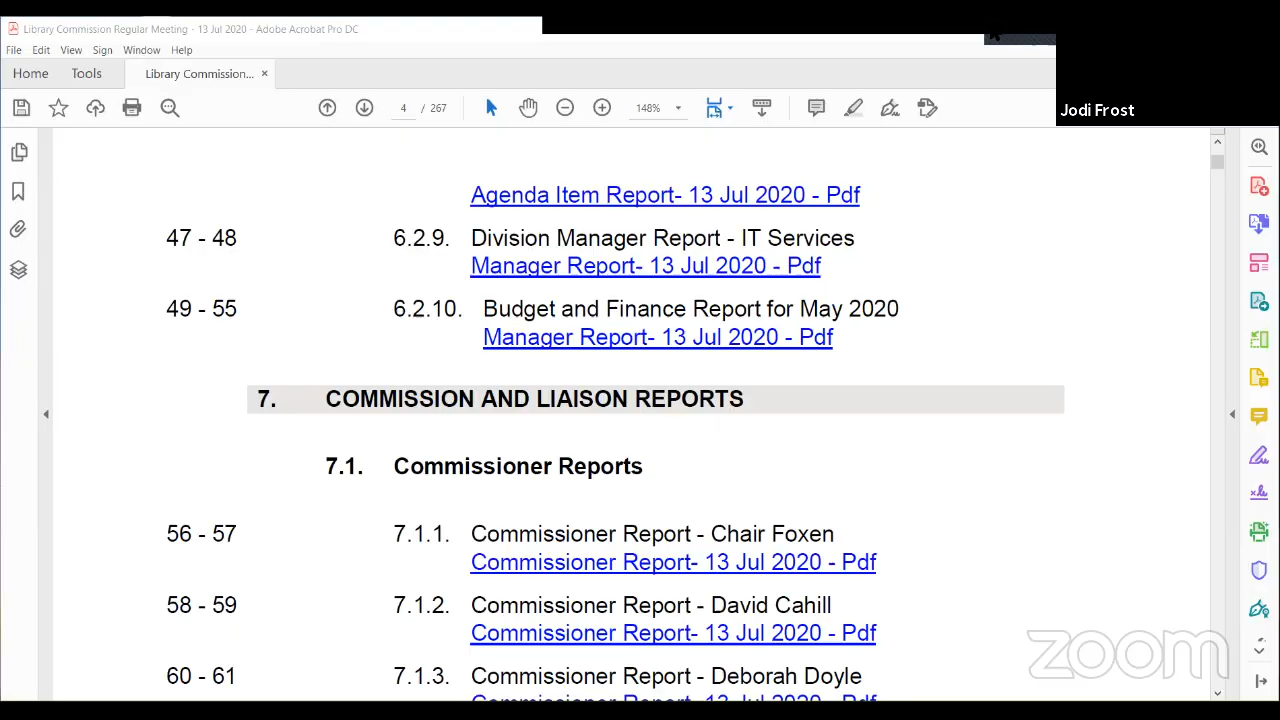 Library Commission Regular Meeting - 13 Jul 2020 - Adobe Acrobat Pro DC
File Edit View Sign Window Help
Home Tools Library Commission... ×
4 / 267 148%
Jodi Frost
Agenda Item Report- 13 Jul 2020 - Pdf
47 - 48 6.2.9. Division Manager Report - IT Services
Manager Report- 13 Jul 2020 - Pdf
49 - 55 6.2.10. Budget and Finance Report for May 2020
Manager Report- 13 Jul 2020 - Pdf
7. COMMISSION AND LIAISON REPORTS
7.1. Commissioner Reports
56 - 57 7.1.1. Commissioner Report - Chair Foxen
Commissioner Report- 13 Jul 2020 - Pdf
58 - 59 7.1.2. Commissioner Report - David Cahill
Commissioner Report- 13 Jul 2020 - Pdf
60 - 61 7.1.3. Commissioner Report - Deborah Doyle
Commissioner Report- 13 Jul 2020 - Pdf
zoom